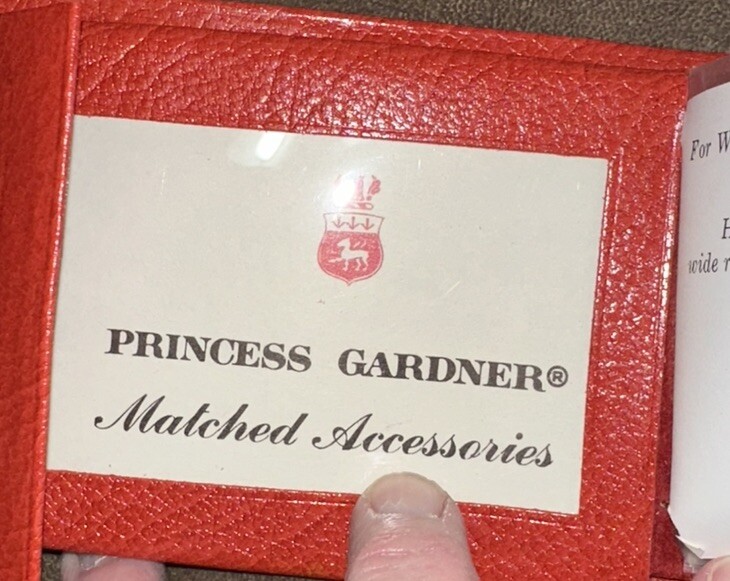 PRINCESS GARDNER®
Matched Accessories
For W
H
wide r